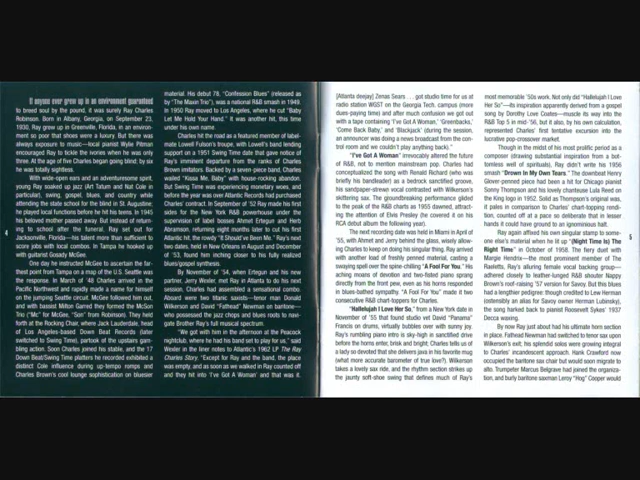 If anyone ever grew up in an environment guaranteed
to breed soul by the pound, it was surely Ray Charles
Robinson. Born in Albany, Georgia, on September 23,
1930, Ray grew up in Greenville, Florida, in an environ-
ment so poor that shoes were a luxury. But there was
always exposure to music—local pianist Wylie Pitman
encouraged Ray to tickle the ivories when he was only
three. At the age of five Charles began going blind; by six
he was totally sightless.
With wide-open ears and an adventuresome spirit,
young Ray soaked up jazz (Art Tatum and Nat Cole in
particular), swing, gospel, blues, and country while
attending the state school for the blind in St. Augustine;
he played local functions before he hit his teens. In 1945
his beloved mother passed away. But instead of return-
ing to school after the funeral, Ray set out for
Jacksonville, Florida—his talent more than sufficient to
score jobs with local combos. In Tampa he hooked up
with guitarist Gosady McGee.
One day he instructed McGee to ascertain the far-
thest point from Tampa on a map of the U.S. Seattle was
the response. In March of '48 Charles arrived in the
Pacific Northwest and rapidly made a name for himself
on the jumping Seattle circuit. McGee followed him out,
and with bassist Milton Garred they formed the McSon
Trio ("Mc" for McGee, "Son" from Robinson). They held
forth at the Rocking Chair, where Jack Lauderdale, head
of Los Angeles-based Down Beat Records (later
switched to Swing Time), partook of the upstairs gam-
bling action. Soon Charles joined his stable, and the 17
Down Beat/Swing Time platters he recorded exhibited a
distinct Cole influence during up-tempo romps and
Charles Brown's cool lounge sophistication on bluesier
4
material. His debut 78, "Confession Blues" (released as
by "The Maxin Trio"), was a national R&B smash in 1949.
In 1950 Ray moved to Los Angeles, where he cut "Baby
Let Me Hold Your Hand." It was another hit, this time
under his own name.
Charles hit the road as a featured member of label-
mate Lowell Fulson's troupe, with Lowell's band lending
support on a 1951 Swing Time date that gave notice of
Ray's imminent departure from the ranks of Charles
Brown imitators. Backed by a seven-piece band, Charles
wailed "Kissa Me, Baby" with house-rocking abandon.
But Swing Time was experiencing monetary woes, and
before the year was over Atlantic Records had purchased
Charles' contract. In September of '52 Ray made his first
sides for the New York R&B powerhouse under the
supervision of label bosses Ahmet Ertegun and Herb
Abramson, returning eight months later to cut his first
Atlantic hit, the rowdy "It Should've Been Me." Ray's next
two dates, held in New Orleans in August and December
of '53, found him inching closer to his fully realized
blues/gospel synthesis.
By November of '54, when Ertegun and his new
partner, Jerry Wexler, met Ray in Atlanta to do his next
session, Charles had assembled a sensational combo.
Aboard were two titanic saxists—tenor man Donald
Wilkerson and David "Fathead" Newman on baritone—
who possessed the jazz chops and blues roots to navi-
gate Brother Ray's full musical spectrum.
"We got with him in the afternoon at the Peacock
nightclub, where he had his band set to play for us," said
Wexler in the liner notes to Atlantic's 1962 LP The Ray
Charles Story. "Except for Ray and the band, the place
was empty, and as soon as we walked in Ray counted off
and they hit into 'I've Got A Woman' and that was it.
[Atlanta deejay] Zenas Sears . . . got studio time for us at
radio station WGST on the Georgia Tech. campus (more
dues-paying time) and after much confusion we got out
with a tape containing 'I've Got A Woman,' 'Greenbacks,'
'Come Back Baby,' and 'Blackjack' (during the session,
an announcer was doing a news broadcast from the con-
trol room and we couldn't play anything back)."
"I've Got A Woman" irrevocably altered the future
of R&B, not to mention mainstream pop. Charles had
conceptualized the song with Renald Richard (who was
briefly his bandleader) as a bedrock sanctified groove,
his sandpaper-strewn vocal contrasted with Wilkerson's
skittering sax. The groundbreaking performance glided
to the peak of the R&B charts as 1955 dawned, attract-
ing the attention of Elvis Presley (he covered it on his
RCA debut album the following year).
The next recording date was held in Miami in April of
'55, with Ahmet and Jerry behind the glass, wisely allow-
ing Charles to keep on doing his singular thing. Ray arrived
with another load of freshly penned material, casting a
swaying spell over the spine-chilling "A Fool For You." His
aching moans of devotion and two-fisted piano sprang
directly from the front pew, even as his horns responded
in blues-bathed sympathy. "A Fool For You" made it two
consecutive R&B chart-toppers for Charles.
"Hallelujah I Love Her So," from a New York date in
November of '55 that found studio vet David "Panama"
Francis on drums, virtually bubbles over with sunny joy.
Ray's rumbling piano intro is sky-high in sanctified drive
before the horns enter, brisk and bright; Charles tells us of
a lady so devoted that she delivers java in his favorite mug
(what more accurate barometer of true love?). Wilkerson
takes a lovely sax ride, and the rhythm section strikes up
the jaunty soft-shoe swing that defines much of Ray's
most memorable '50s work. Not only did "Hallelujah I Love
Her So"—its inspiration apparently derived from a gospel
song by Dorothy Love Coates—muscle its way into the
R&B Top 5 in mid-'56, but it also, by his own calculation,
represented Charles' first tentative excursion into the
lucrative pop-crossover market.
Though in the midst of his most prolific period as a
composer (drawing substantial inspiration from a bot-
tomless well of spirituals), Ray didn't write his 1956
smash "Drown In My Own Tears." The downbeat Henry
Glover-penned piece had been a hit for Chicago pianist
Sonny Thompson and his lovely chanteuse Lula Reed on
the King logo in 1952. Solid as Thompson's original was,
it pales in comparison to Charles' chart-topping rendi-
tion, counted off at a pace so deliberate that in lesser
hands it could have ground to an ignominious halt.
Ray again affixed his own singular stamp to some-
one else's material when he lit up "(Night Time Is) The
Right Time" in October of 1958. The fiery duet with
Margie Hendrix—the most prominent member of The
Raeletts, Ray's alluring female vocal backing group—
adhered closely to leather-lunged R&B shouter Nappy
Brown's roof-raising '57 version for Savoy. But this blues
had a lengthier pedigree: though credited to Lew Herman
(ostensibly an alias for Savoy owner Herman Lubinsky),
the song harked back to pianist Roosevelt Sykes' 1937
Decca waxing.
By now Ray just about had his ultimate horn section
in place. Fathead Newman had switched to tenor sax upon
Wilkerson's exit; his splendid solos were growing integral
to Charles' incandescent approach. Hank Crawford now
occupied the baritone sax chair but would soon migrate to
alto. Trumpeter Marcus Belgrave had joined the organiza-
tion, and burly baritone saxman Leroy "Hog" Cooper would
5